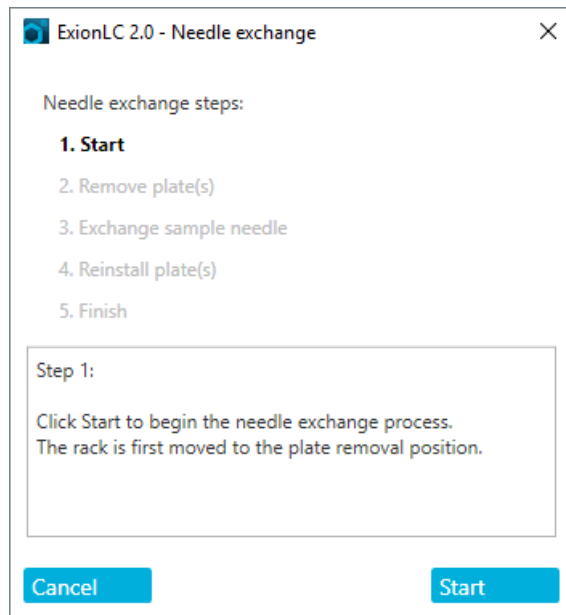 ExionLC 2.0 - Needle exchange
Needle exchange steps:
1. Start
2. Remove plate(s)
3. Exchange sample needle
4. Reinstall plate(s)
5. Finish
Step 1:
Click Start to begin the needle exchange process.
The rack is first moved to the plate removal position.
Cancel
Start